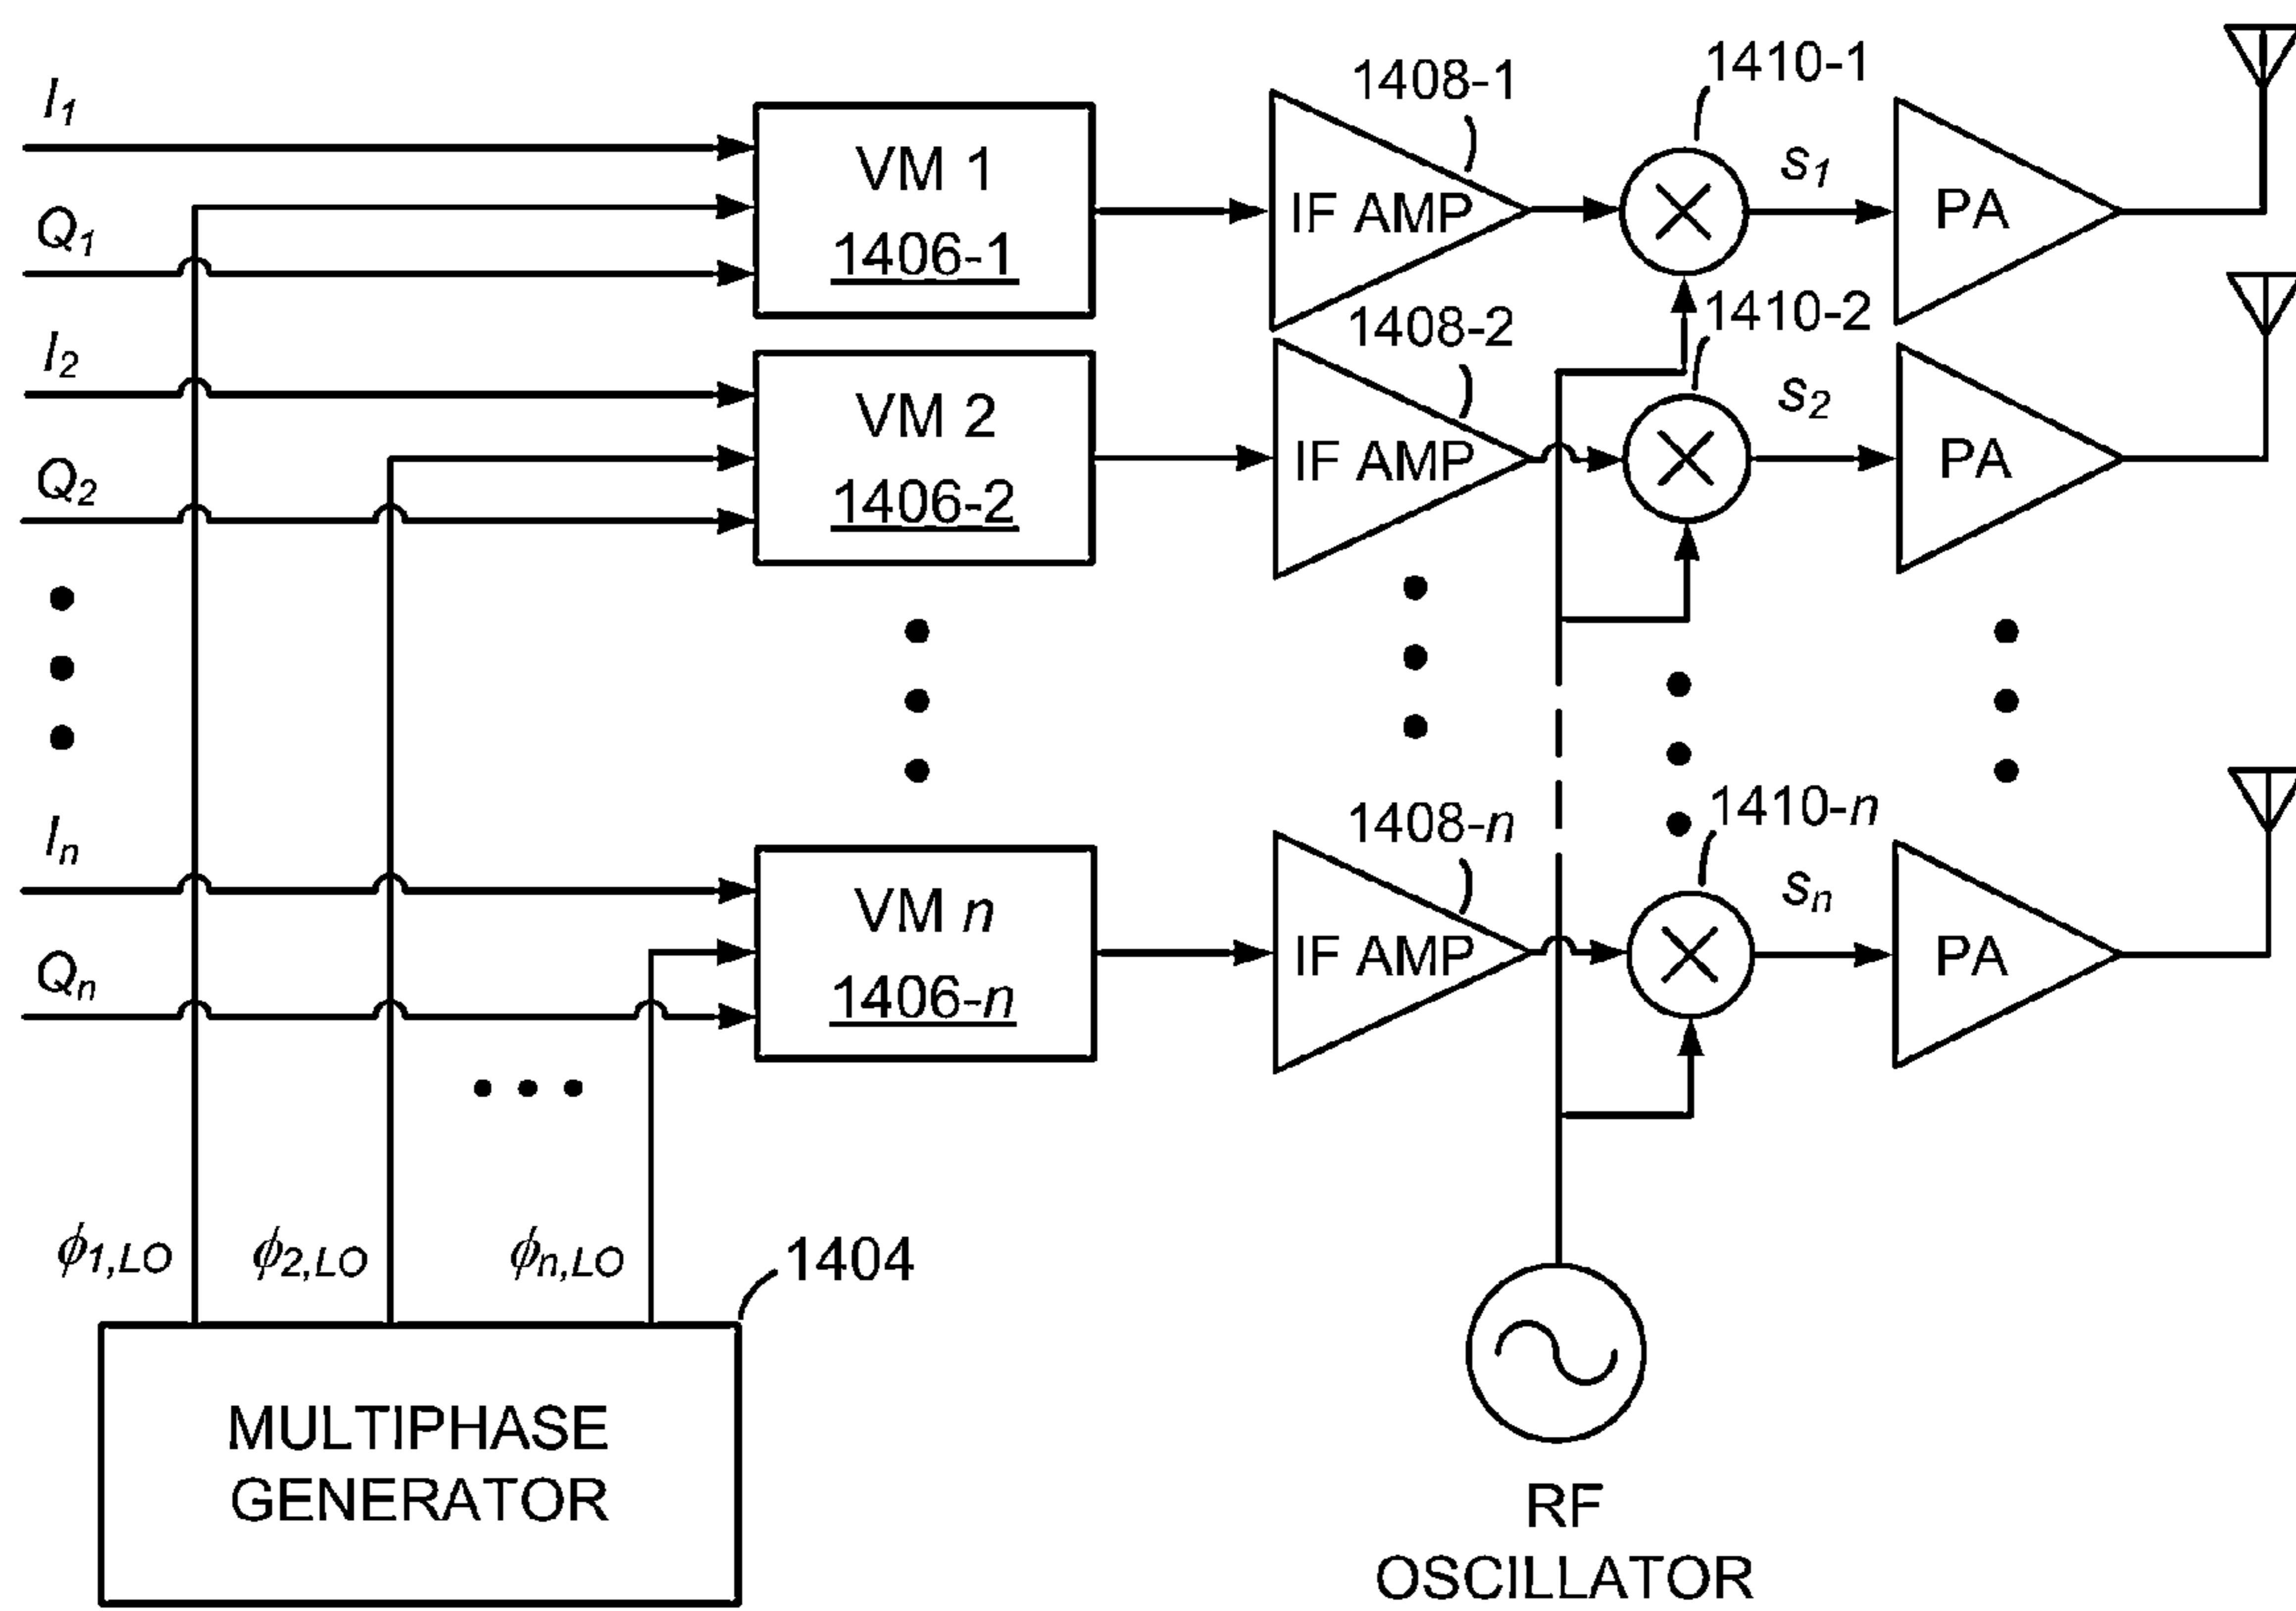 I1
Q1
VM 1
1406-1
1408-1
IF AMP
1410-1
s1
PA
I2
Q2
VM 2
1406-2
1408-2
IF AMP
1410-2
s2
PA
In
Qn
VM n
1406-n
1408-n
IF AMP
1410-n
sn
PA
ϕ1,LO
ϕ2,LO
ϕn,LO
1404
MULTIPHASE
GENERATOR
RF
OSCILLATOR